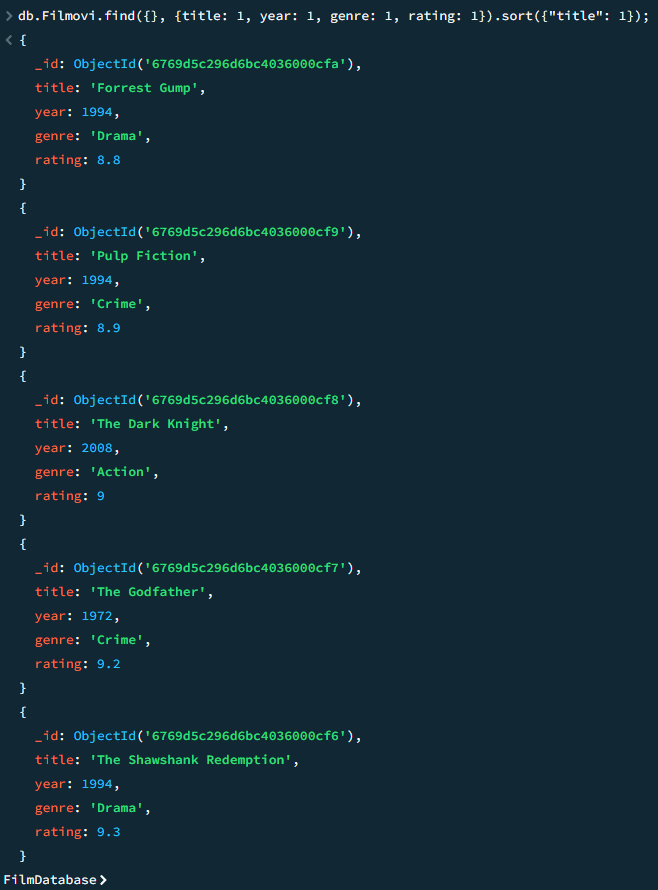 > db.Filmovi.find({}, {title: 1, year: 1, genre: 1, rating: 1}).sort({"title": 1});
< {
_id: ObjectId('6769d5c296d6bc4036000cfa'),
title: 'Forrest Gump',
year: 1994,
genre: 'Drama',
rating: 8.8
}
{
_id: ObjectId('6769d5c296d6bc4036000cf9'),
title: 'Pulp Fiction',
year: 1994,
genre: 'Crime',
rating: 8.9
}
{
_id: ObjectId('6769d5c296d6bc4036000cf8'),
title: 'The Dark Knight',
year: 2008,
genre: 'Action',
rating: 9
}
{
_id: ObjectId('6769d5c296d6bc4036000cf7'),
title: 'The Godfather',
year: 1972,
genre: 'Crime',
rating: 9.2
}
{
_id: ObjectId('6769d5c296d6bc4036000cf6'),
title: 'The Shawshank Redemption',
year: 1994,
genre: 'Drama',
rating: 9.3
}
FilmDatabase>